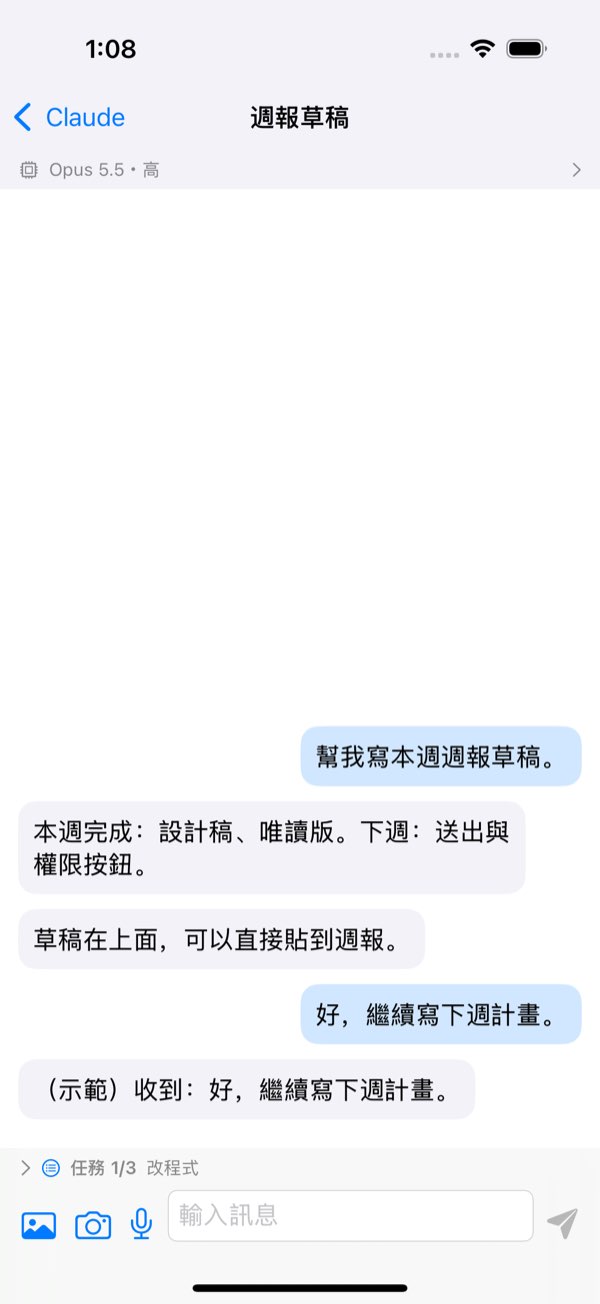 1:08
Claude
週報草稿
Opus 5.5・高
幫我寫本週週報草稿。
本週完成：設計稿、唯讀版。下週：送出與
權限按鈕。
草稿在上面，可以直接貼到週報。
好，繼續寫下週計畫。
（示範）收到：好，繼續寫下週計畫。
任務 1/3 改程式
輸入訊息